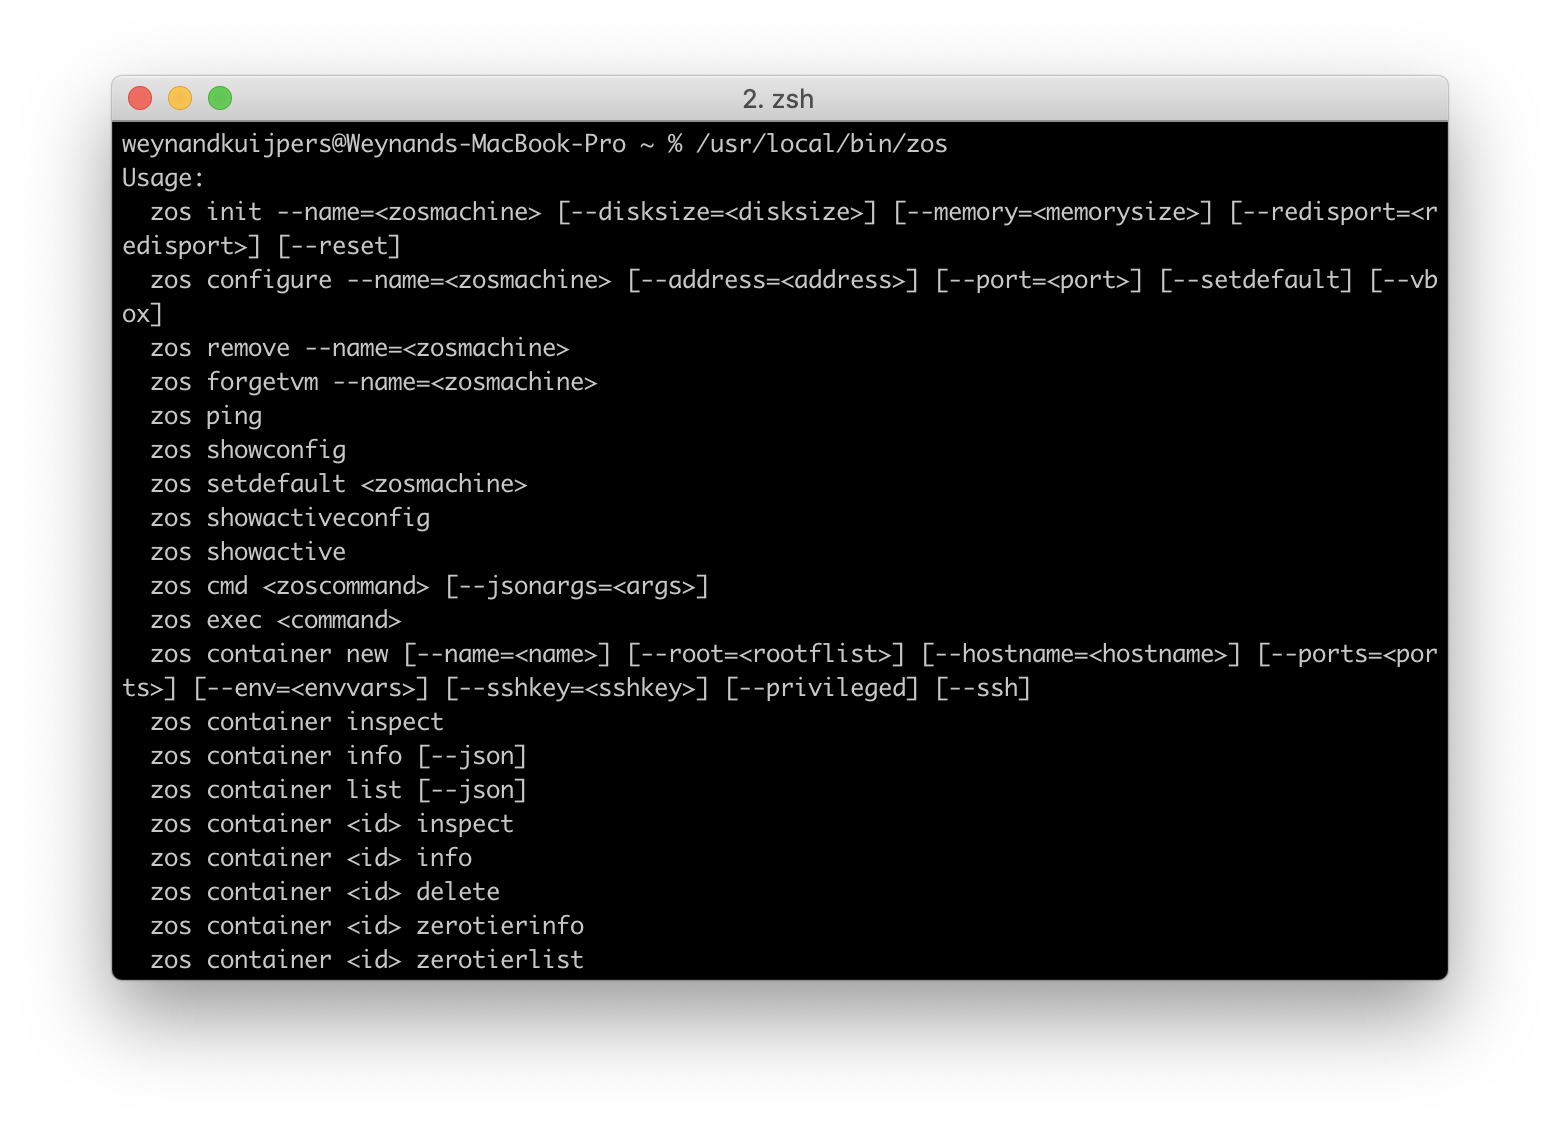 2. zsh
weynandkuijpers@Weynands-MacBook-Pro ~ % /usr/local/bin/zos
Usage:
  zos init --name=<zosmachine> [--disksize=<disksize>] [--memory=<memorysize>] [--redisport=<r
edisport>] [--reset]
  zos configure --name=<zosmachine> [--address=<address>] [--port=<port>] [--setdefault] [--vb
ox]
  zos remove --name=<zosmachine>
  zos forgetvm --name=<zosmachine>
  zos ping
  zos showconfig
  zos setdefault <zosmachine>
  zos showactiveconfig
  zos showactive
  zos cmd <zoscommand> [--jsonargs=<args>]
  zos exec <command>
  zos container new [--name=<name>] [--root=<rootflist>] [--hostname=<hostname>] [--ports=<por
ts>] [--env=<envvars>] [--sshkey=<sshkey>] [--privileged] [--ssh]
  zos container inspect
  zos container info [--json]
  zos container list [--json]
  zos container <id> inspect
  zos container <id> info
  zos container <id> delete
  zos container <id> zerotierinfo
  zos container <id> zerotierlist